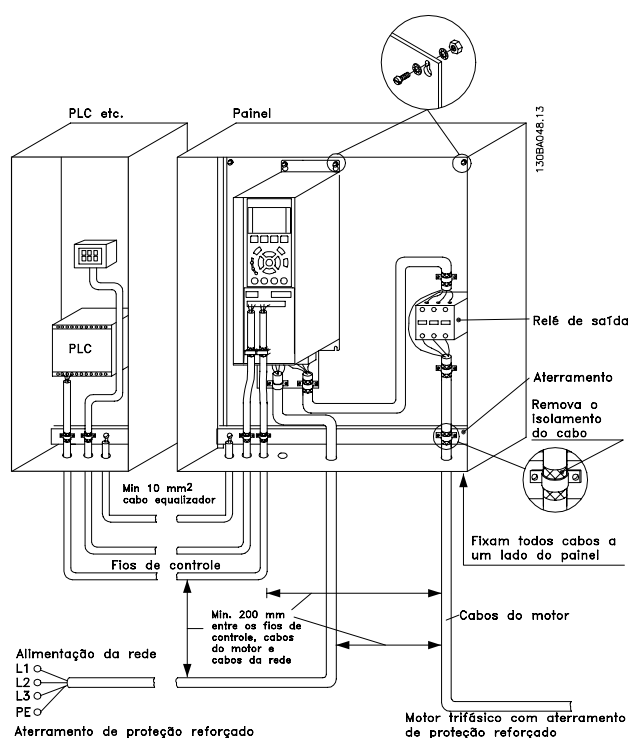 PLC etc.
Painel
130BA048.13
PLC
Relé de saída
Aterramento
Remova o
isolamento
do cabo
Min 10 mm²
cabo equalizador
Fixam todos cabos a
um lado do painel
Fios de controle
Min. 200 mm
entre os fios de
controle, cabos
do motor e
cabos da rede
Cabos do motor
Alimentação da rede
L1
L2
L3
PE
Aterramento de proteção reforçado
Motor trifásico com aterramento
de proteção reforçado